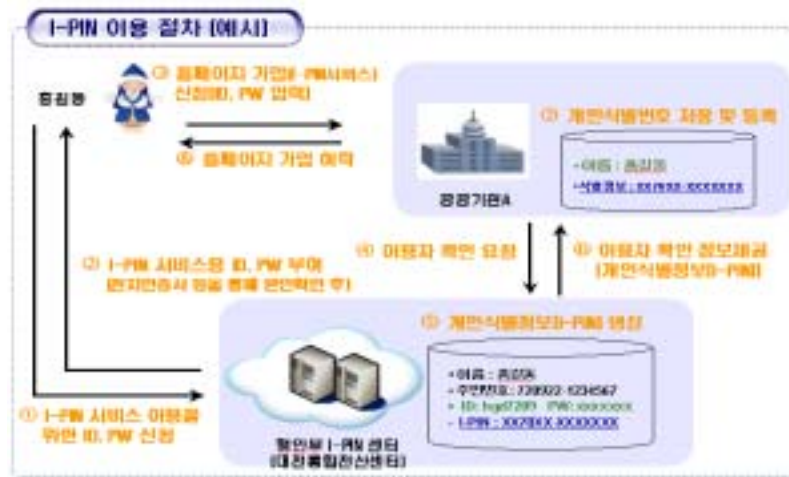 I-PIN 이용 절차 (예시)
홍길동
③ 홈페이지 가입(I-PIN서비스)
신청(ID, PW 입력)
홈페이지 가입 허락
공공기관A
⑦ 개인식별번호 저장 및 등록
• 이름 : 홍길동
• 식별정보 : XX70XX-XXXXXXX
② I-PIN 서비스용 ID, PW 부여
(전자인증서 등을 통해 본인확인 후)
④ 이용자 확인 요청
⑥ 이용자 확인 정보제공
(개인식별정보(I-PIN))
⑤ 개인식별정보(I-PIN) 생성
• 이름 : 홍길동
• 주민번호: 720922-1234567
• ID: hgd7209 PW: xxxxxxx
- I-PIN : XX70XX-XXXXXXX
① I-PIN 서비스 이용을
위한 ID, PW 신청
행안부 I-PIN 센터
(대전통합전산센터)